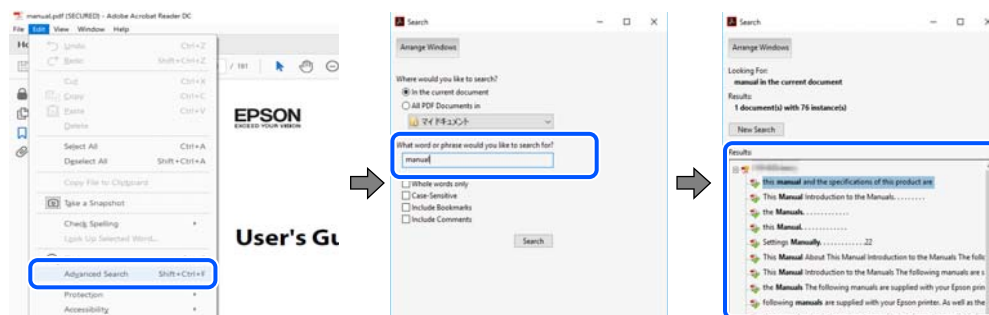 manual.pdf (SECURED) - Adobe Acrobat Reader DC
File Edit View Window Help
Undo Ctrl+Z
Redo Shift+Ctrl+Z
Cut Ctrl+X
Copy Ctrl+C
Paste Ctrl+V
Delete
Select All Ctrl+A
Deselect All Shift+Ctrl+A
Copy File to Clipboard
Take a Snapshot
Check Spelling
Look Up Selected Word...
Advanced Search Shift+Ctrl+F
Protection
Accessibility
/ 191
EPSON
EXCEED YOUR VISION
User's Gu
Search
Arrange Windows
Where would you like to search?
In the current document
All PDF Documents in
マイ ドキュメント
What word or phrase would you like to search for?
manual
Whole words only
Case-Sensitive
Include Bookmarks
Include Comments
Search
Search
Arrange Windows
Looking For:
manual in the current document
Results:
1 document(s) with 76 instance(s)
New Search
Results:
this manual and the specifications of this product are
This Manual Introduction to the Manuals. . . . . . . . .
the Manuals. . . . . . . . . . . . .
this Manual. . . . . . . . . . . . .
Settings Manually. . . . . . . . . . . . .22
This Manual About This Manual Introduction to the Manuals The follo
This Manual Introduction to the Manuals The following manuals are s
the Manuals The following manuals are supplied with your Epson prin
following manuals are supplied with your Epson printer. As well as the